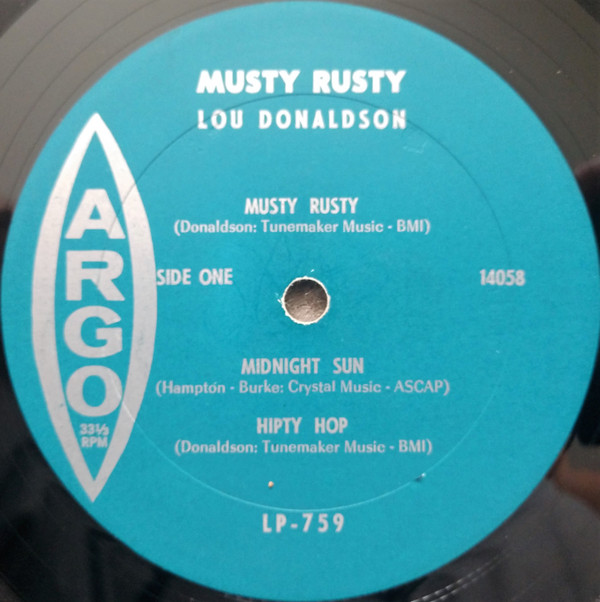 MUSTY RUSTY
LOU DONALDSON
MUSTY RUSTY
(Donaldson: Tunemaker Music - BMI)
SIDE ONE
14058
MIDNIGHT SUN
(Hampton - Burke: Crystal Music - ASCAP)
HIPTY HOP
(Donaldson: Tunemaker Music - BMI)
LP-759
ARGO
33⅓
RPM